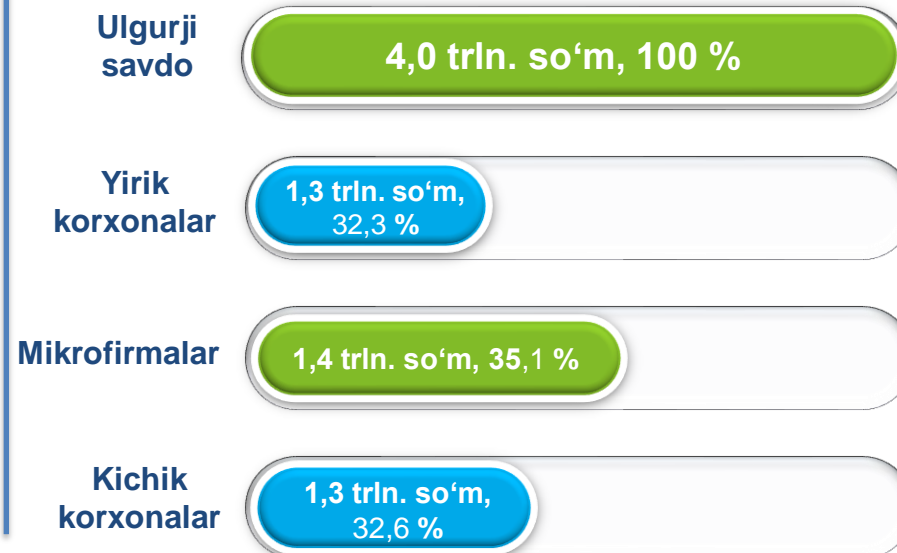 Ulgurji
savdo
4,0 trln. so‘m, 100 %
Yirik
korxonalar
1,3 trln. so‘m,
32,3 %
Mikrofirmalar
1,4 trln. so‘m, 35,1 %
Kichik
korxonalar
1,3 trln. so‘m,
32,6 %